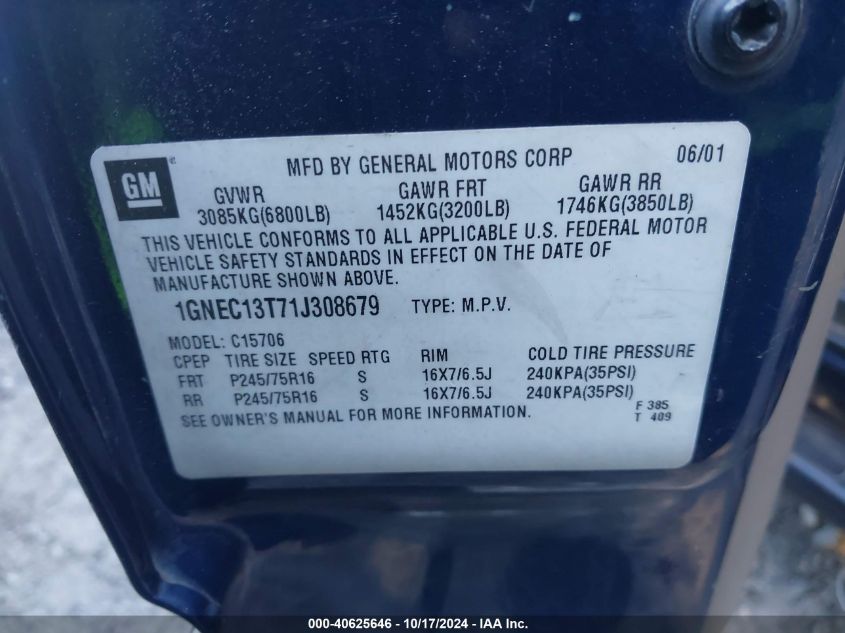 GM
MFD BY GENERAL MOTORS CORP 06/01
GVWR GAWR FRT GAWR RR
3085KG(6800LB) 1452KG(3200LB) 1746KG(3850LB)
THIS VEHICLE CONFORMS TO ALL APPLICABLE U.S. FEDERAL MOTOR
VEHICLE SAFETY STANDARDS IN EFFECT ON THE DATE OF
MANUFACTURE SHOWN ABOVE.
1GNEC13T71J308679 TYPE: M.P.V.
MODEL: C15706
CPEP TIRE SIZE SPEED RTG RIM COLD TIRE PRESSURE
FRT P245/75R16 S 16X7/6.5J 240KPA(35PSI)
RR P245/75R16 S 16X7/6.5J 240KPA(35PSI)
SEE OWNER'S MANUAL FOR MORE INFORMATION.
F 385
T 409
000-40625646 - 10/17/2024 - IAA Inc.